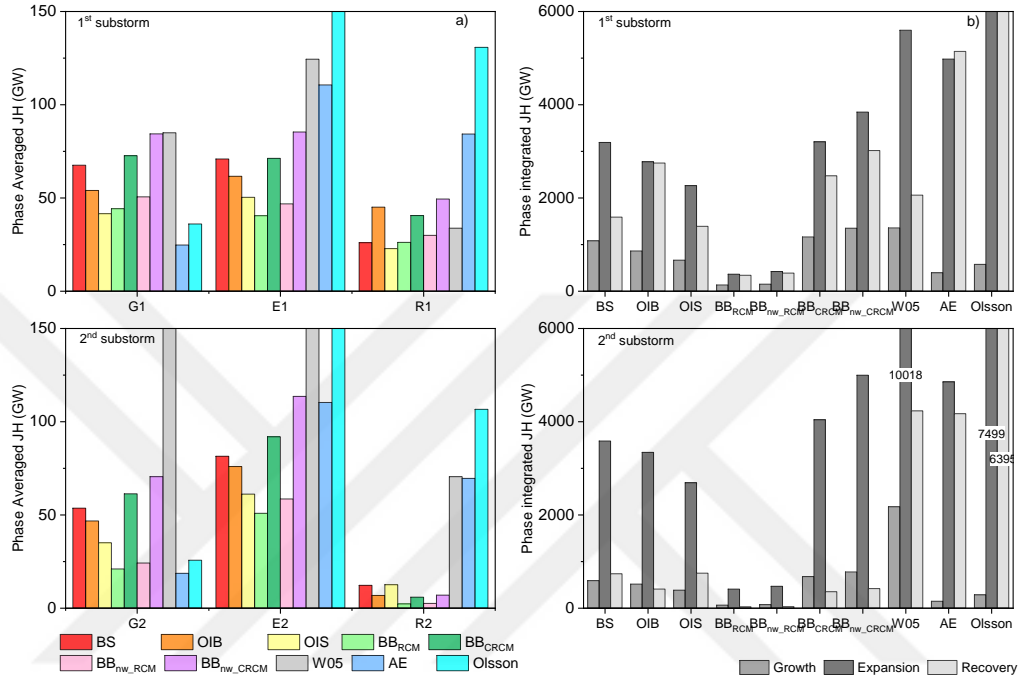 1st substorm
a)
Phase Averaged JH (GW)
150
100
50
0
G1 E1 R1
2nd substorm
Phase Averaged JH (GW)
150
100
50
0
G2 E2 R2
BS OIB OIS BBRCM BBCRCM
BBnw_RCM BBnw_CRCM W05 AE Olsson
1st substorm
b)
Phase integrated JH (GW)
6000
4000
2000
0
BS OIB OIS BBRCM BBnw_RCM BBCRCM BBnw_CRCM W05 AE Olsson
2nd substorm
Phase integrated JH (GW)
6000
4000
2000
0
10018
7499
6395
BS OIB OIS BBRCM BBnw_RCM BBCRCM BBnw_CRCM W05 AE Olsson
Growth Expansion Recovery